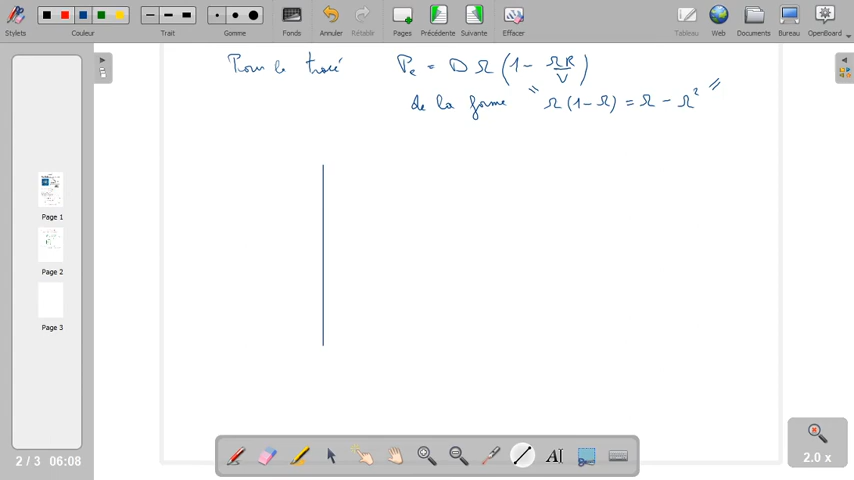 Stylets Couleur Trait Gomme Fonds Annuler Rétablir Pages Précédente Suivante Effacer Tableau Web Documents Bureau OpenBoard
Pour le tracé Pe = D Ω (1 - ΩR/V)
de la forme " Ω(1-Ω) = Ω - Ω² "
Page 1
Page 2
Page 3
2 / 3 06:08
AI
2.0 x